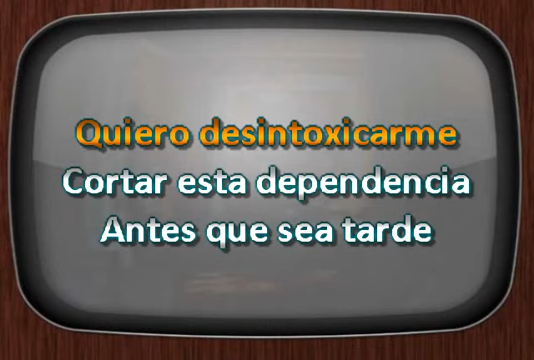 Quiero desintoxicarme
Cortar esta dependencia
Antes que sea tarde